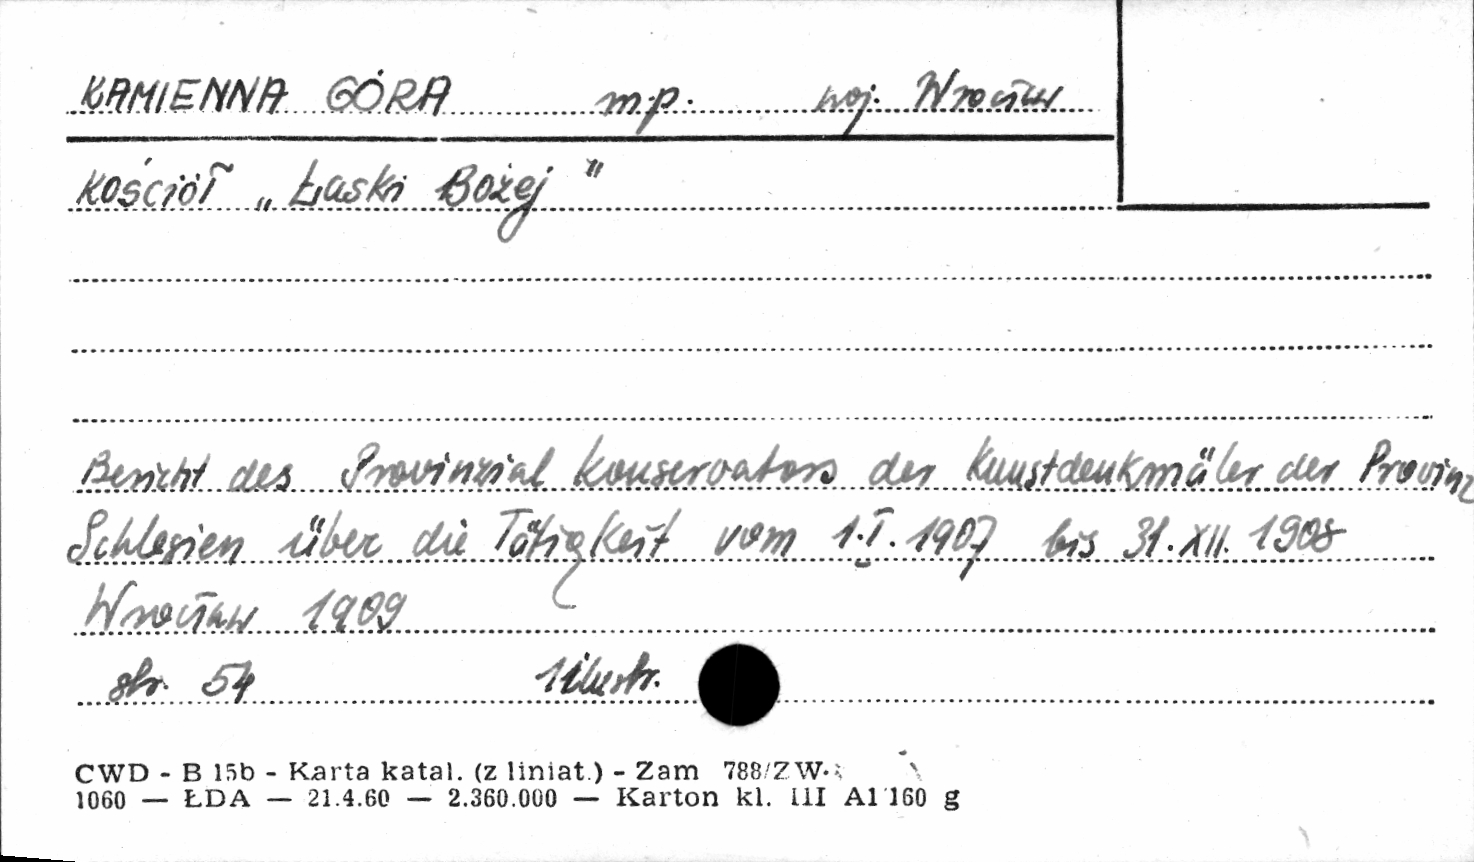 KAMIENNA GÓRA m.p. woj. Wrocław
Kościół „Łaski Bożej"
Bericht des Provinzial Konservators der Kunstdenkmäler der Provinz
Schlesien über die Tätigkeit vom 1.I.1907 bis 31.XII.1908
Wrocław 1909
str. 54 1 ilustr.
CWD - B 15b - Karta katal. (z liniat.) - Zam 788/ZW
1060 — ŁDA — 21.4.60 — 2.360.000 — Karton kl. III A1 160 g